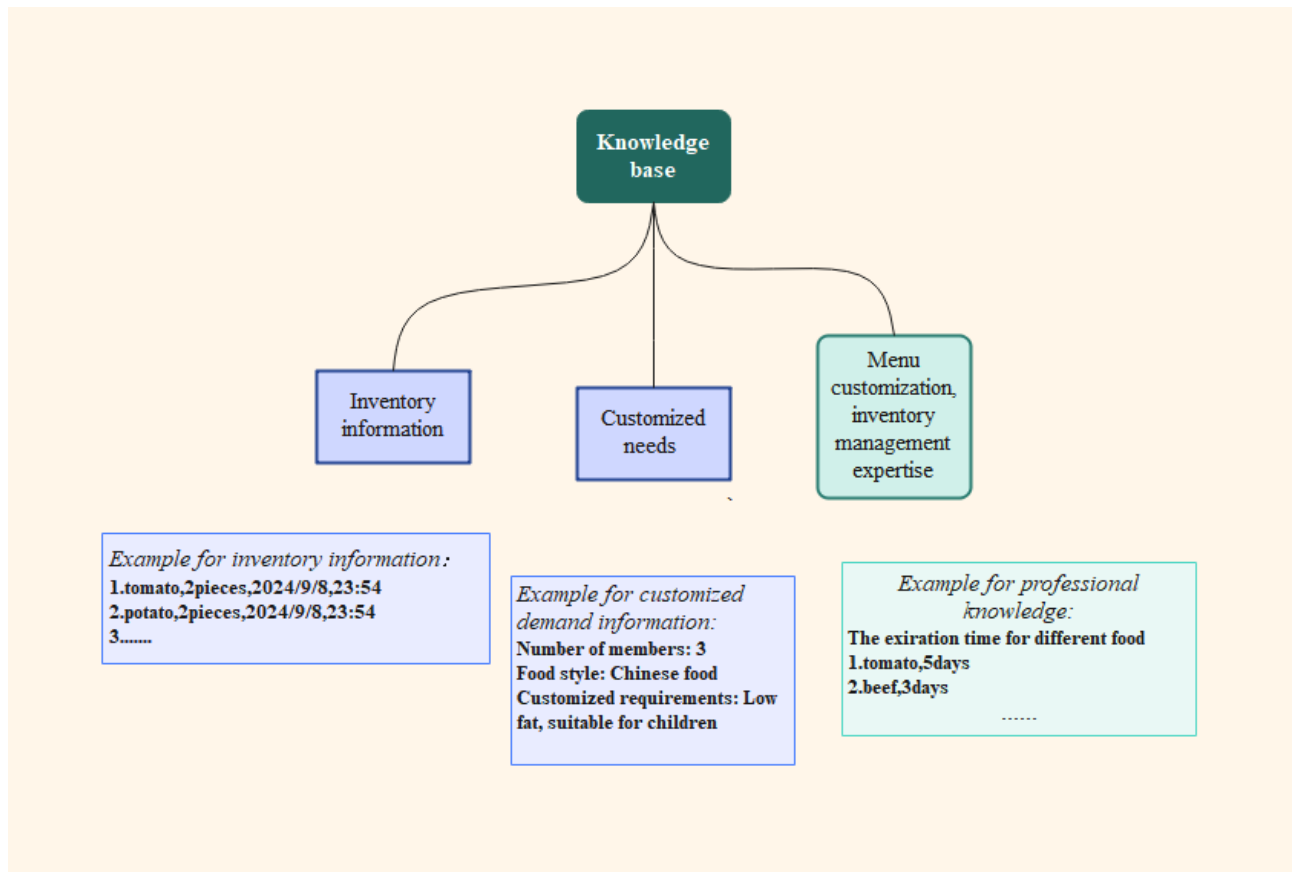 Knowledge
base
Inventory
information
Customized
needs
Menu
customization,
inventory
management
expertise
、
Example for inventory information：
1.tomato,2pieces,2024/9/8,23:54
2.potato,2pieces,2024/9/8,23:54
3.......
Example for customized
demand information:
Number of members: 3
Food style: Chinese food
Customized requirements: Low
fat, suitable for children
Example for professional
knowledge:
The exiration time for different food
1.tomato,5days
2.beef,3days
......